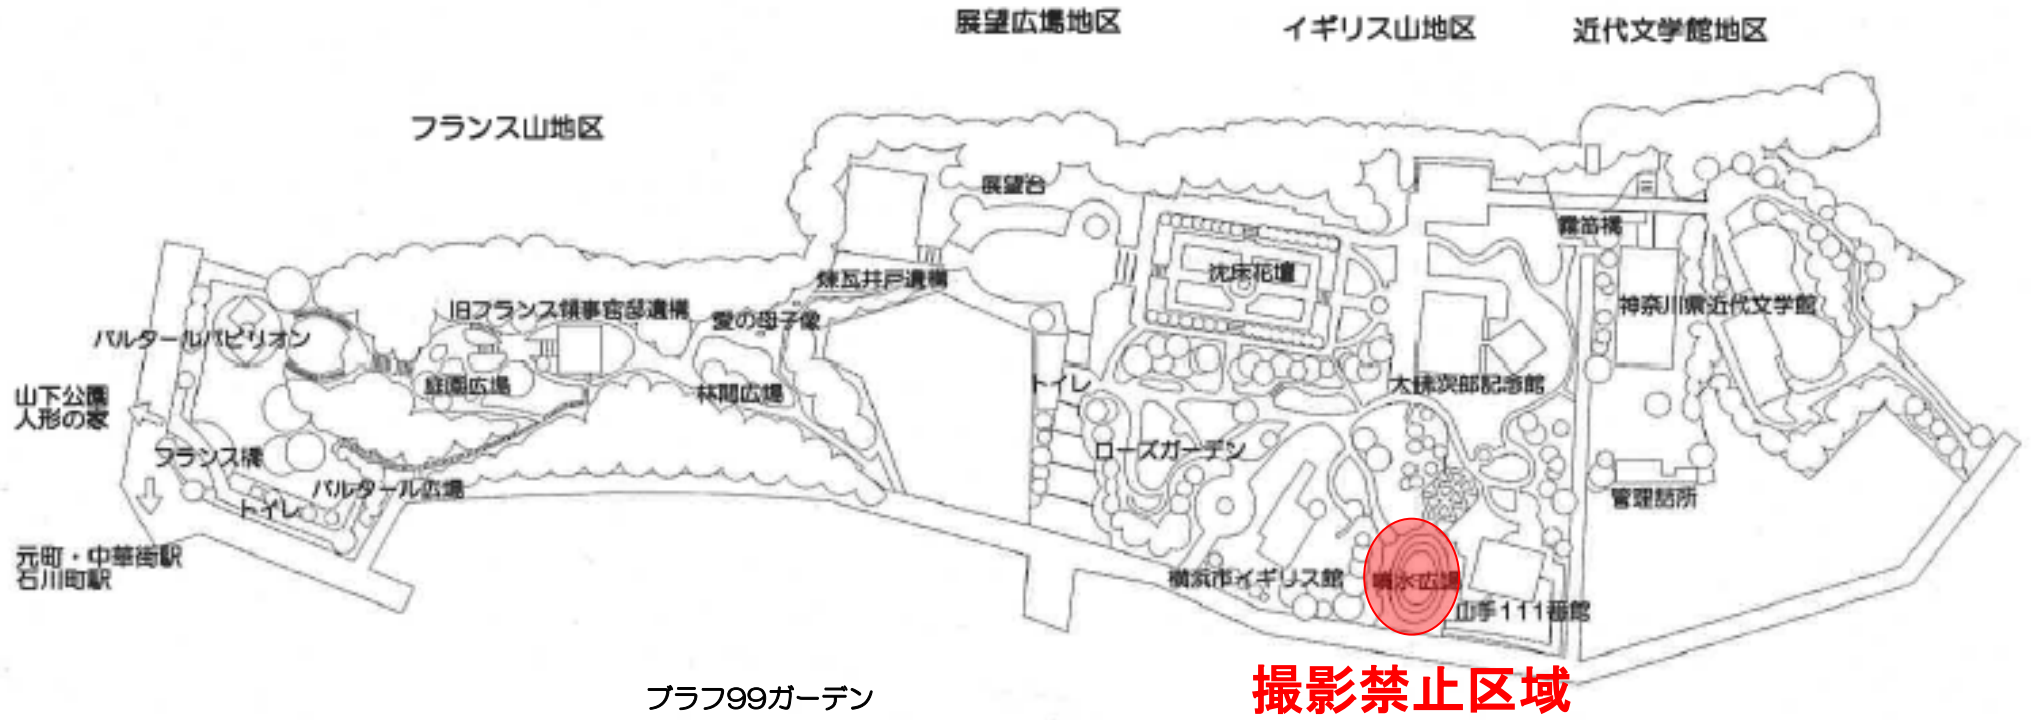 展望広場地区
イギリス山地区
近代文学館地区
フランス山地区
展望台
霧笛橋
沈床花壇
煉瓦井戸遺構
神奈川県近代文学館
旧フランス領事官邸遺構
愛の母子像
バルタールパビリオン
庭園広場
林間広場
トイレ
大佛次郎記念館
山下公園
人形の家
ローズガーデン
フランス橋
バルタール広場
管理詰所
トイレ
元町・中華街駅
石川町駅
横浜市イギリス館
噴水広場
山手111番館
撮影禁止区域
ブラフ99ガーデン